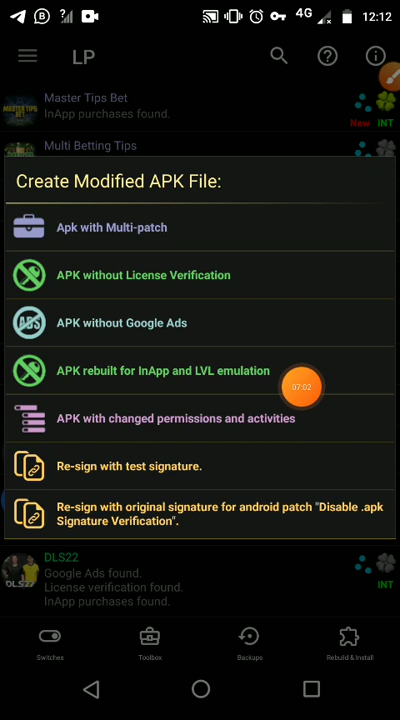 4G 12:12
LP
Master Tips Bet
InApp purchases found.
New INT
Multi Betting Tips
Create Modified APK File:
Apk with Multi-patch
APK without License Verification
ADS
APK without Google Ads
APK rebuilt for InApp and LVL emulation
07:02
APK with changed permissions and activities
Re-sign with test signature.
Re-sign with original signature for android patch "Disable .apk
Signature Verification".
DLS22
Google Ads found.
License verification found.
InApp purchases found.
INT
DLS22
Switches
Toolbox
Backups
Rebuild & Install